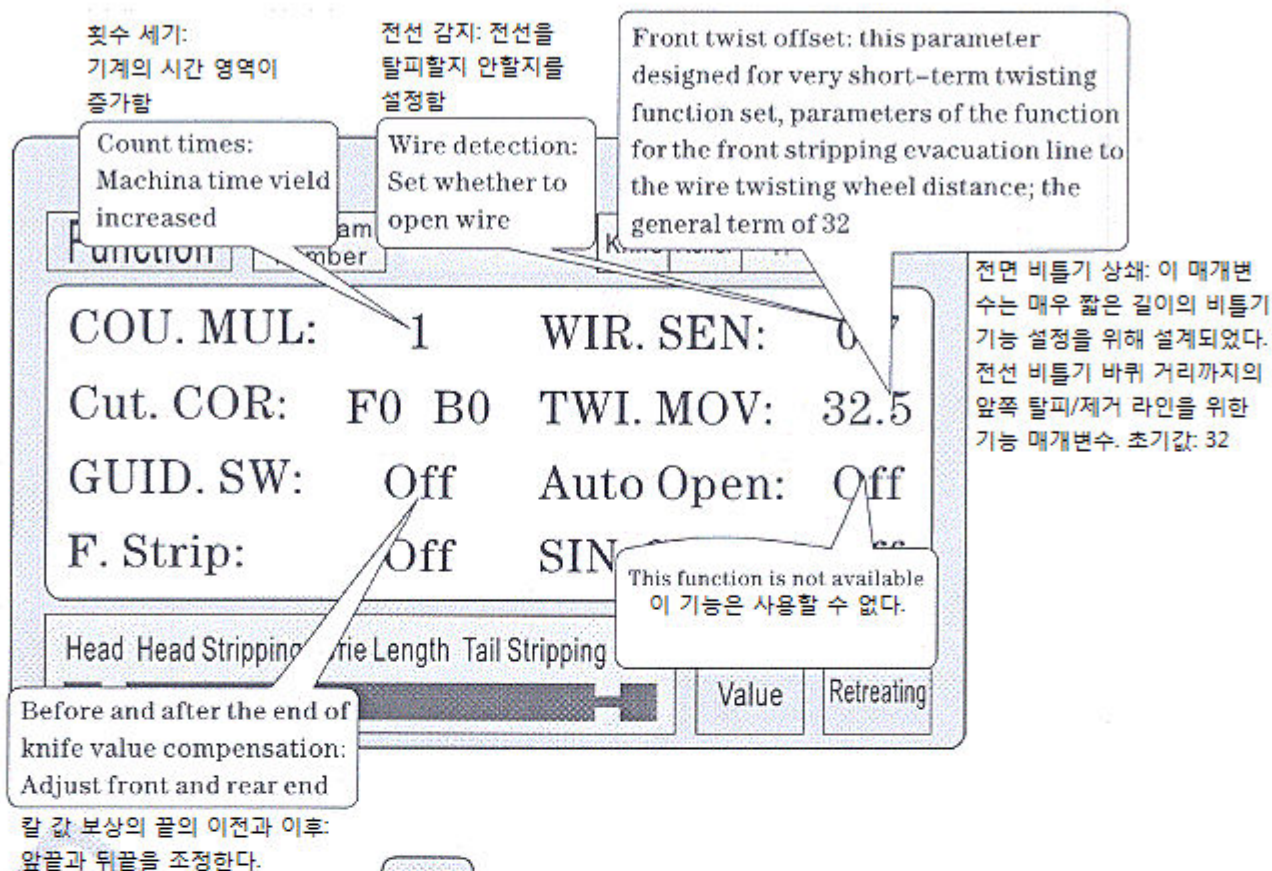 횟수 세기:
기계의 시간 영역이
증가함
전선 감지: 전선을
탈피할지 안할지를
설정함
Front twist offset: this parameter
designed for very short-term twisting
function set, parameters of the function
for the front stripping evacuation line to
the wire twisting wheel distance; the
general term of 32
Count times:
Machina time vield
increased
Wire detection:
Set whether to
open wire
Function
전면 비틀기 상쇄: 이 매개변
수는 매우 짧은 길이의 비틀기
기능 설정을 위해 설계되었다.
전선 비틀기 바퀴 거리까지의
앞쪽 탈피/제거 라인을 위한
기능 매개변수. 초기값: 32
COU. MUL: 1 WIR. SEN:
Cut. COR: F0 B0 TWI. MOV: 32.5
GUID. SW: Off Auto Open: Off
F. Strip: Off SIN.
This function is not available
이 기능은 사용할 수 없다.
Head Head Stripping Length Tail Stripping
Value Retreating
Before and after the end of
knife value compensation:
Adjust front and rear end
칼 값 보상의 끝의 이전과 이후:
앞끝과 뒤끝을 조정한다.